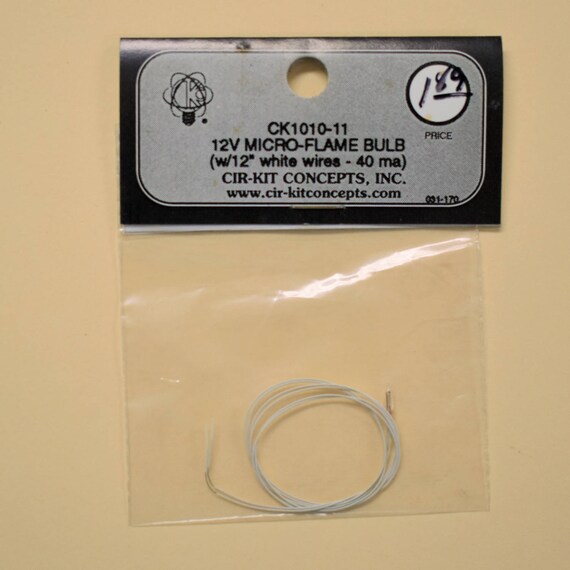 CK
®
1 89
PRICE
CK1010-11
12V MICRO-FLAME BULB
(w/12" white wires - 40 ma)
CIR-KIT CONCEPTS, INC.
www.cir-kitconcepts.com
031-170